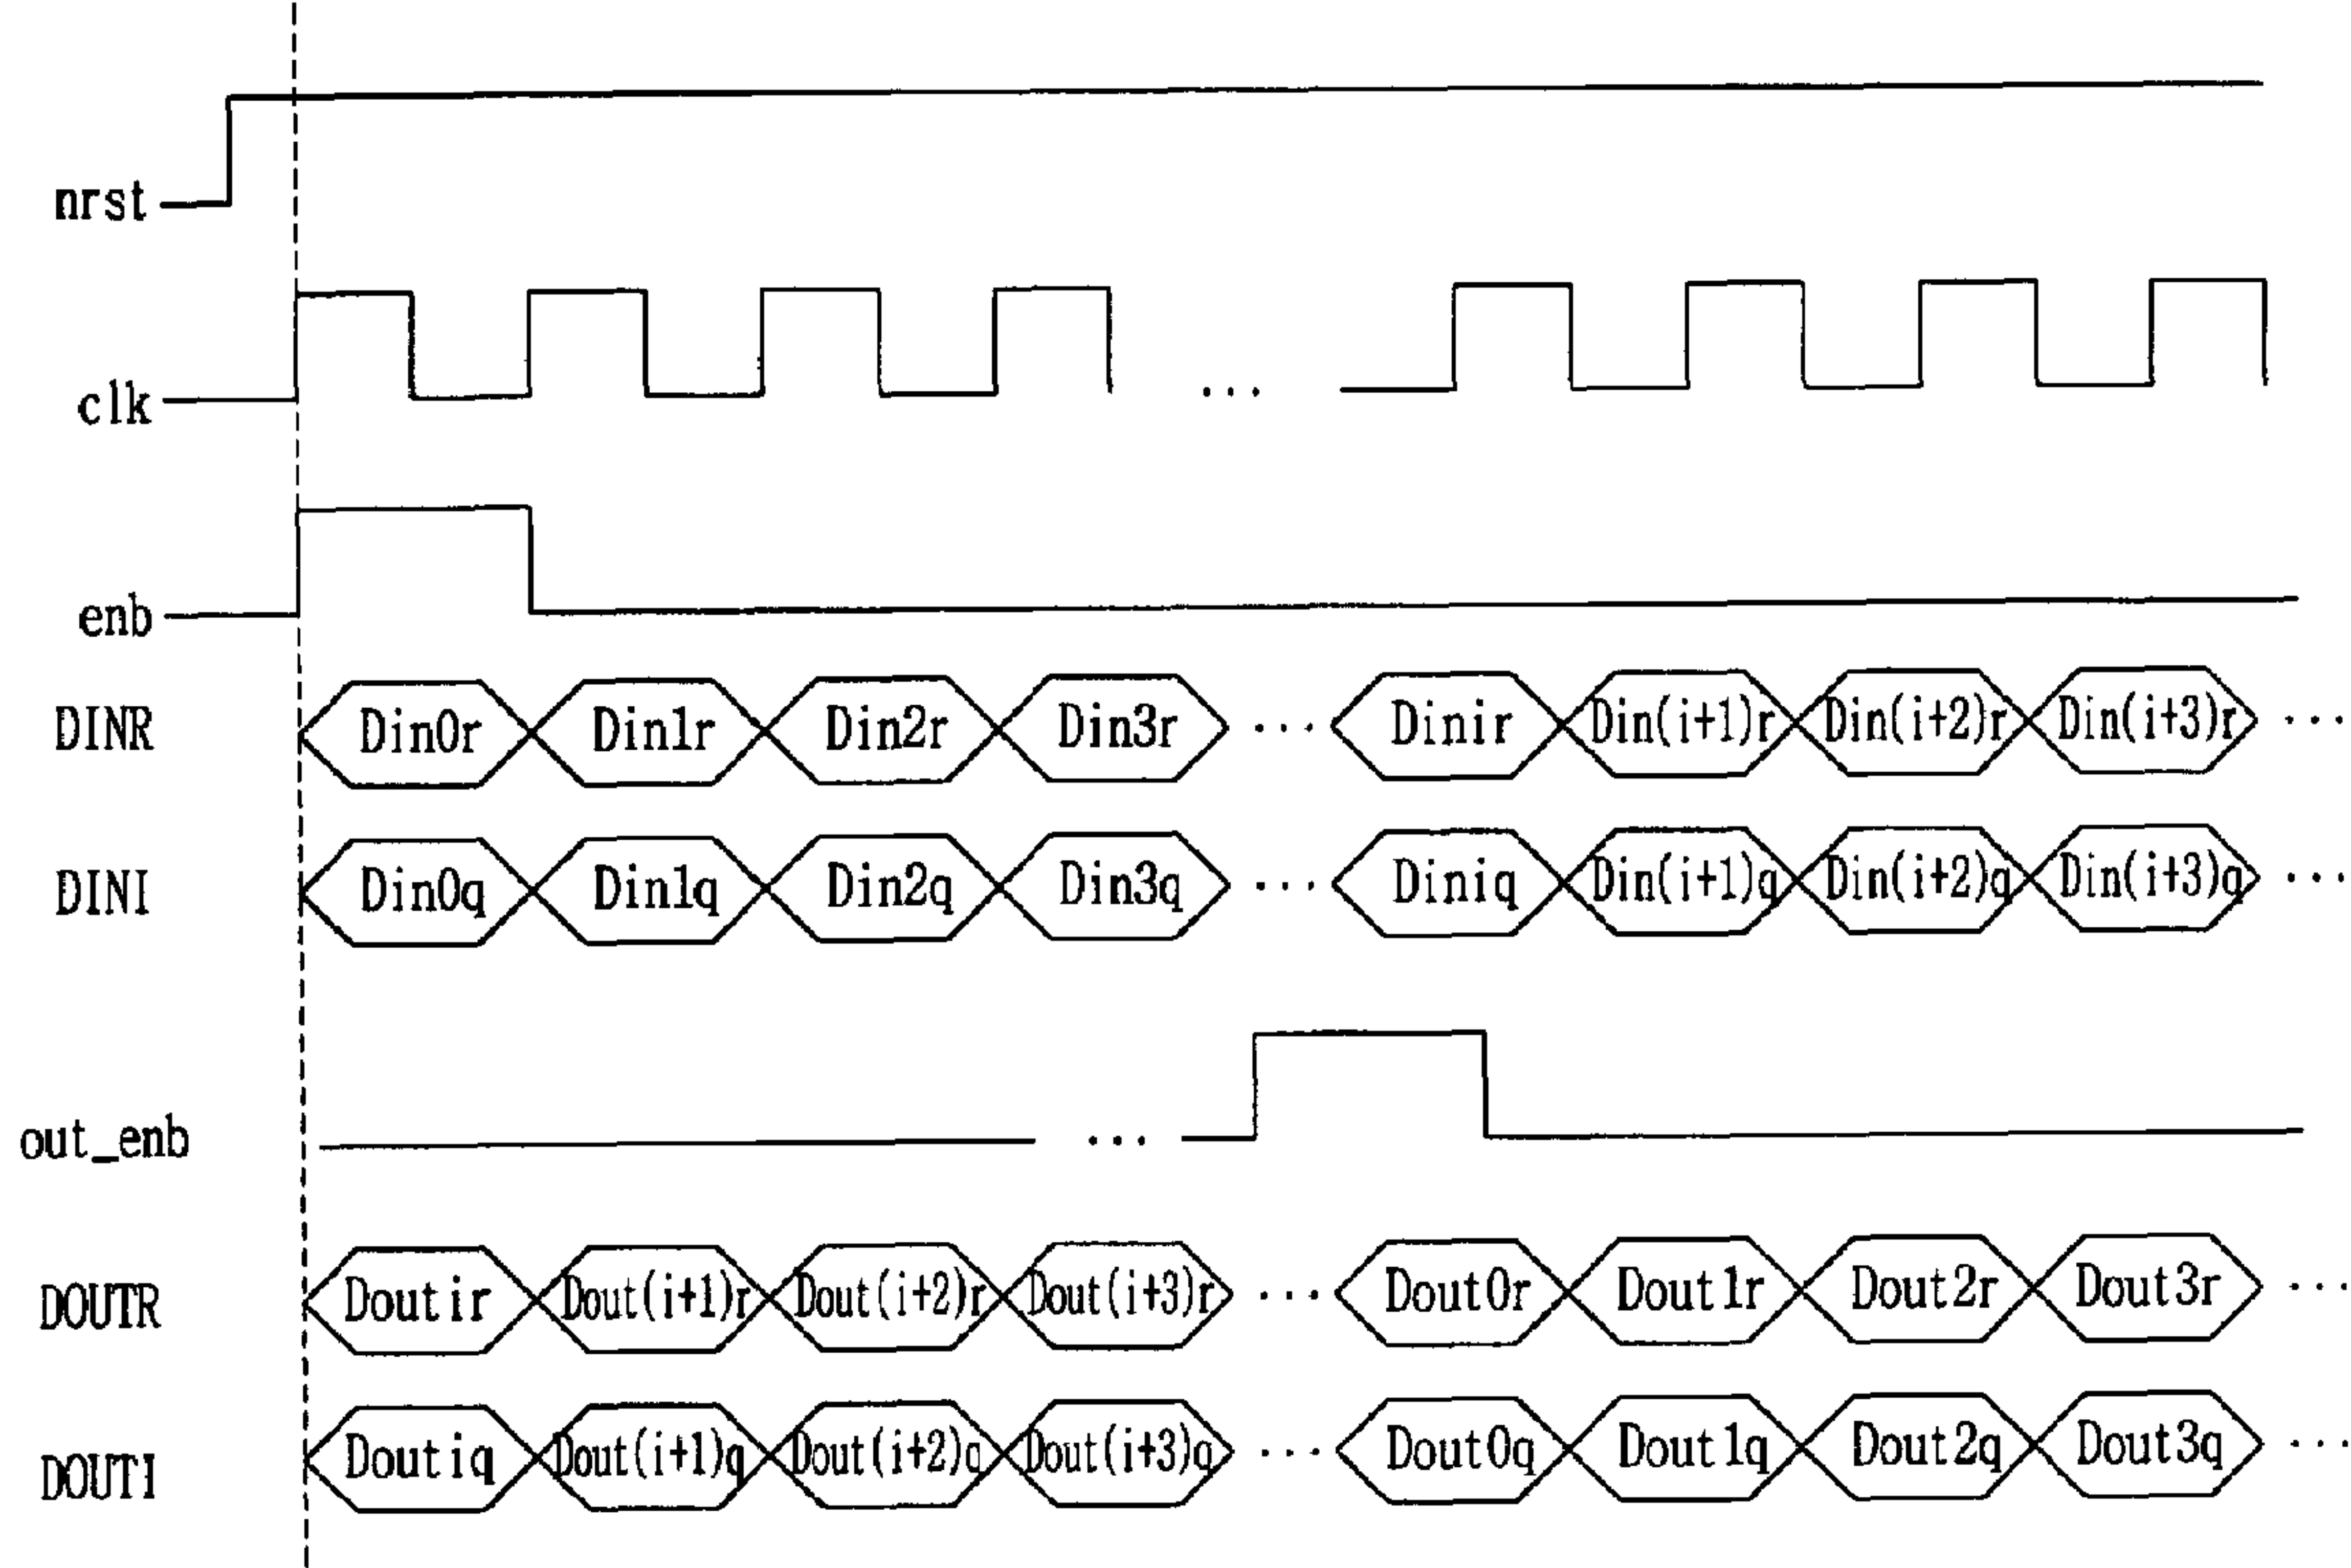 nrst
clk ...
enb
DINR Din0r Din1r Din2r Din3r ... Dinir Din(i+1)r Din(i+2)r Din(i+3)r ...
DINI Din0q Din1q Din2q Din3q ... Diniq Din(i+1)q Din(i+2)q Din(i+3)q ...
out_enb ...
DOUTR Doutir Dout(i+1)r Dout(i+2)r Dout(i+3)r ... Dout0r Dout1r Dout2r Dout3r ...
DOUTI Doutiq Dout(i+1)q Dout(i+2)q Dout(i+3)q ... Dout0q Dout1q Dout2q Dout3q ...